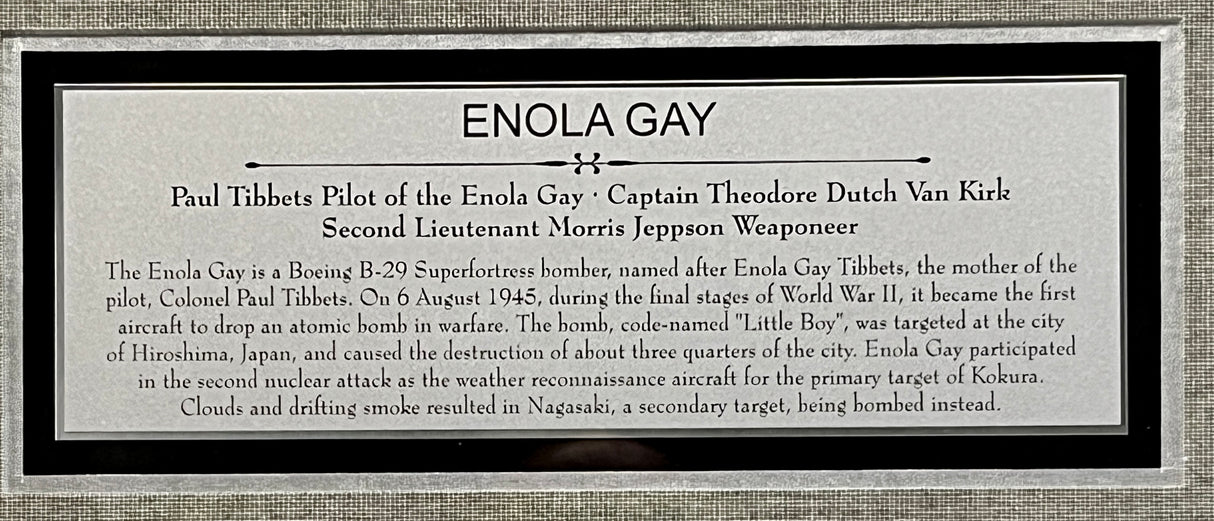 ENOLA GAY
Paul Tibbets Pilot of the Enola Gay · Captain Theodore Dutch Van Kirk
Second Lieutenant Morris Jeppson Weaponeer
The Enola Gay is a Boeing B-29 Superfortress bomber, named after Enola Gay Tibbets, the mother of the
pilot, Colonel Paul Tibbets. On 6 August 1945, during the final stages of World War II, it became the first
aircraft to drop an atomic bomb in warfare. The bomb, code-named "Little Boy", was targeted at the city
of Hiroshima, Japan, and caused the destruction of about three quarters of the city. Enola Gay participated
in the second nuclear attack as the weather reconnaissance aircraft for the primary target of Kokura.
Clouds and drifting smoke resulted in Nagasaki, a secondary target, being bombed instead.